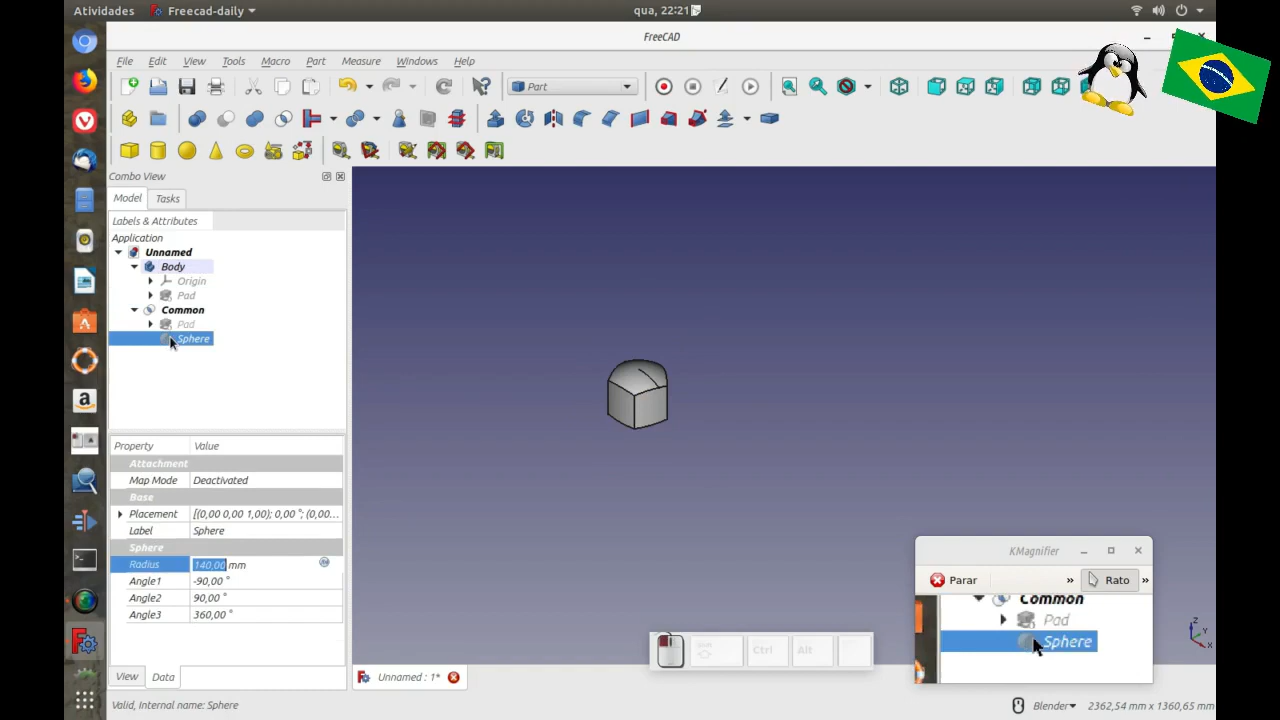 Atividades Freecad-daily qua, 22:21
FreeCAD
File Edit View Tools Macro Part Measure Windows Help
Part
Combo View
Model Tasks
Labels & Attributes
Application
Unnamed
Body
Origin
Pad
Common
Pad
Sphere
Property Value
Attachment
Map Mode Deactivated
Base
Placement [(0,00 0,00 1,00); 0,00 °; (0,00...
Label Sphere
Sphere
Radius 140,00 mm
Angle1 -90,00 °
Angle2 90,00 °
Angle3 360,00 °
View Data
Unnamed : 1*
Ctrl Alt
KMagnifier
Parar » Rato »
Common
Pad
Sphere
Z
Y
X
Valid, Internal name: Sphere
Blender 2362,54 mm x 1360,65 mm